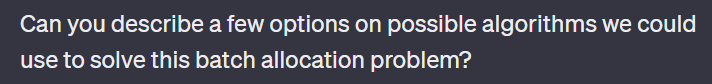 Can you describe a few options on possible algorithms we could
use to solve this batch allocation problem?